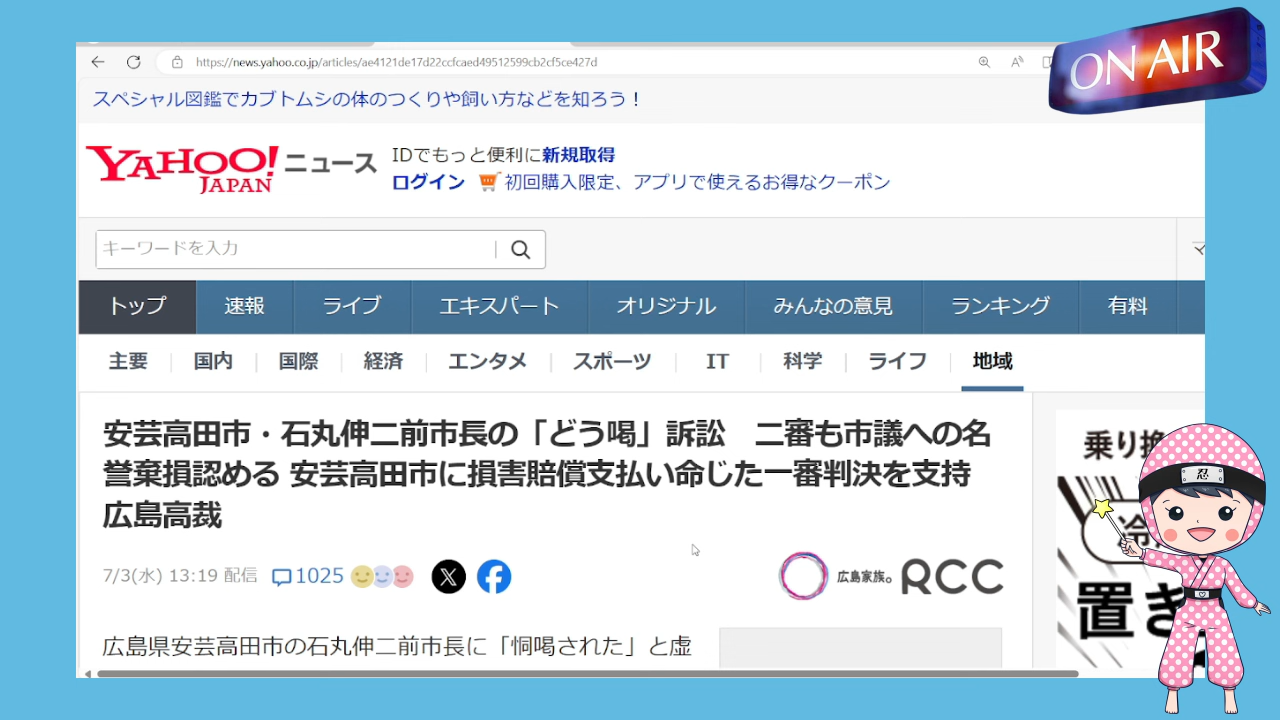 https://news.yahoo.co.jp/articles/ae4121de17d22ccfcaed49512599cb2cf5ce427d
ON AIR
スペシャル図鑑でカブトムシの体のつくりや飼い方などを知ろう！
YAHOO! JAPAN ニュース
IDでもっと便利に新規取得
ログイン 初回購入限定、アプリで使えるお得なクーポン
キーワードを入力
トップ 速報 ライブ エキスパート オリジナル みんなの意見 ランキング 有料
主要 国内 国際 経済 エンタメ スポーツ IT 科学 ライフ 地域
安芸高田市・石丸伸二前市長の「どう喝」訴訟　二審も市議への名
誉棄損認める 安芸高田市に損害賠償支払い命じた一審判決を支持
広島高裁
7/3(水) 13:19 配信 1025
広島家族。 RCC
広島県安芸高田市の石丸伸二前市長に「恫喝された」と虚
乗り換
冷
置き
忍